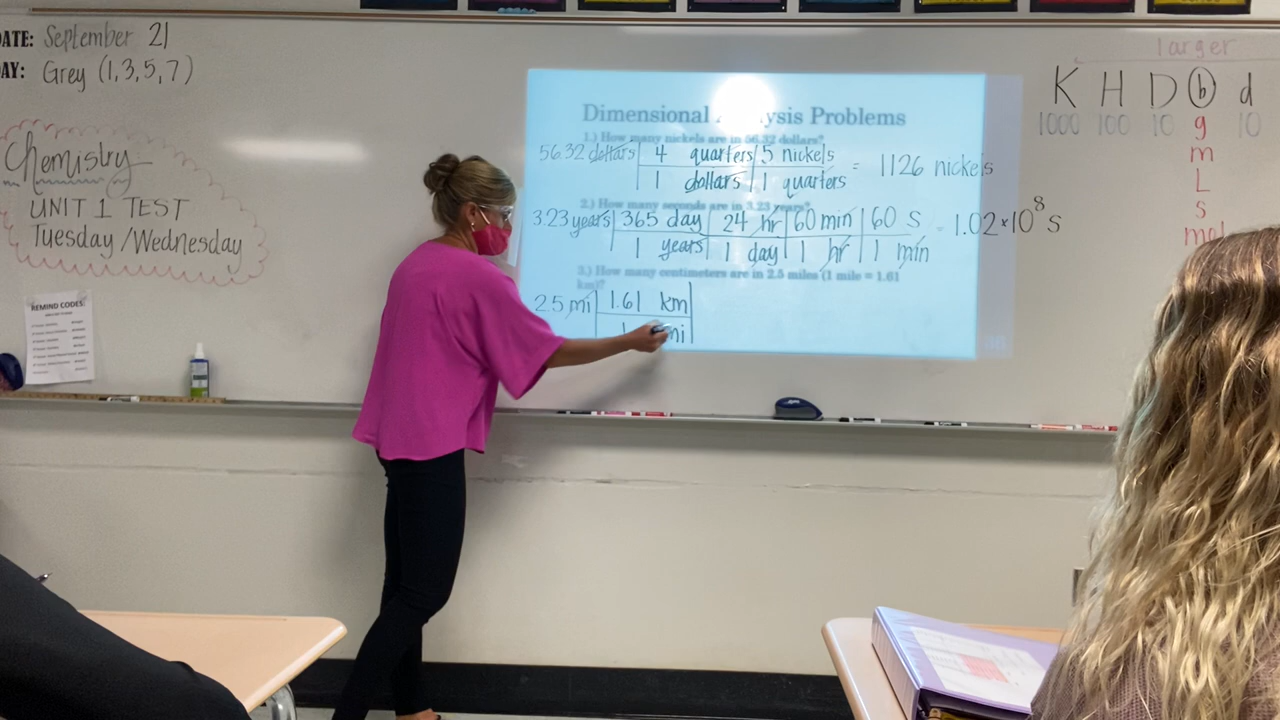 DATE: September 21
DAY: Grey (1,3,5,7)
Chemistry
UNIT 1 TEST
Tuesday/Wednesday
REMIND CODES:
Dimensional Analysis Problems
1.) How many nickels are in 56.32 dollars?
56.32 dollars 4 quarters 5 nickels = 1126 nickels
1 dollars 1 quarters
2.) How many seconds are in 3.23 years?
3.23 years 365 day 24 hr 60 min 60 s = 1.02×10⁸ s
1 years 1 day 1 hr 1 min
3.) How many centimeters are in 2.5 miles (1 mile = 1.61
km)?
2.5 mi 1.61 km
1 mi
larger
K H D b d
1000 100 10 g 10
m
L
s
mol